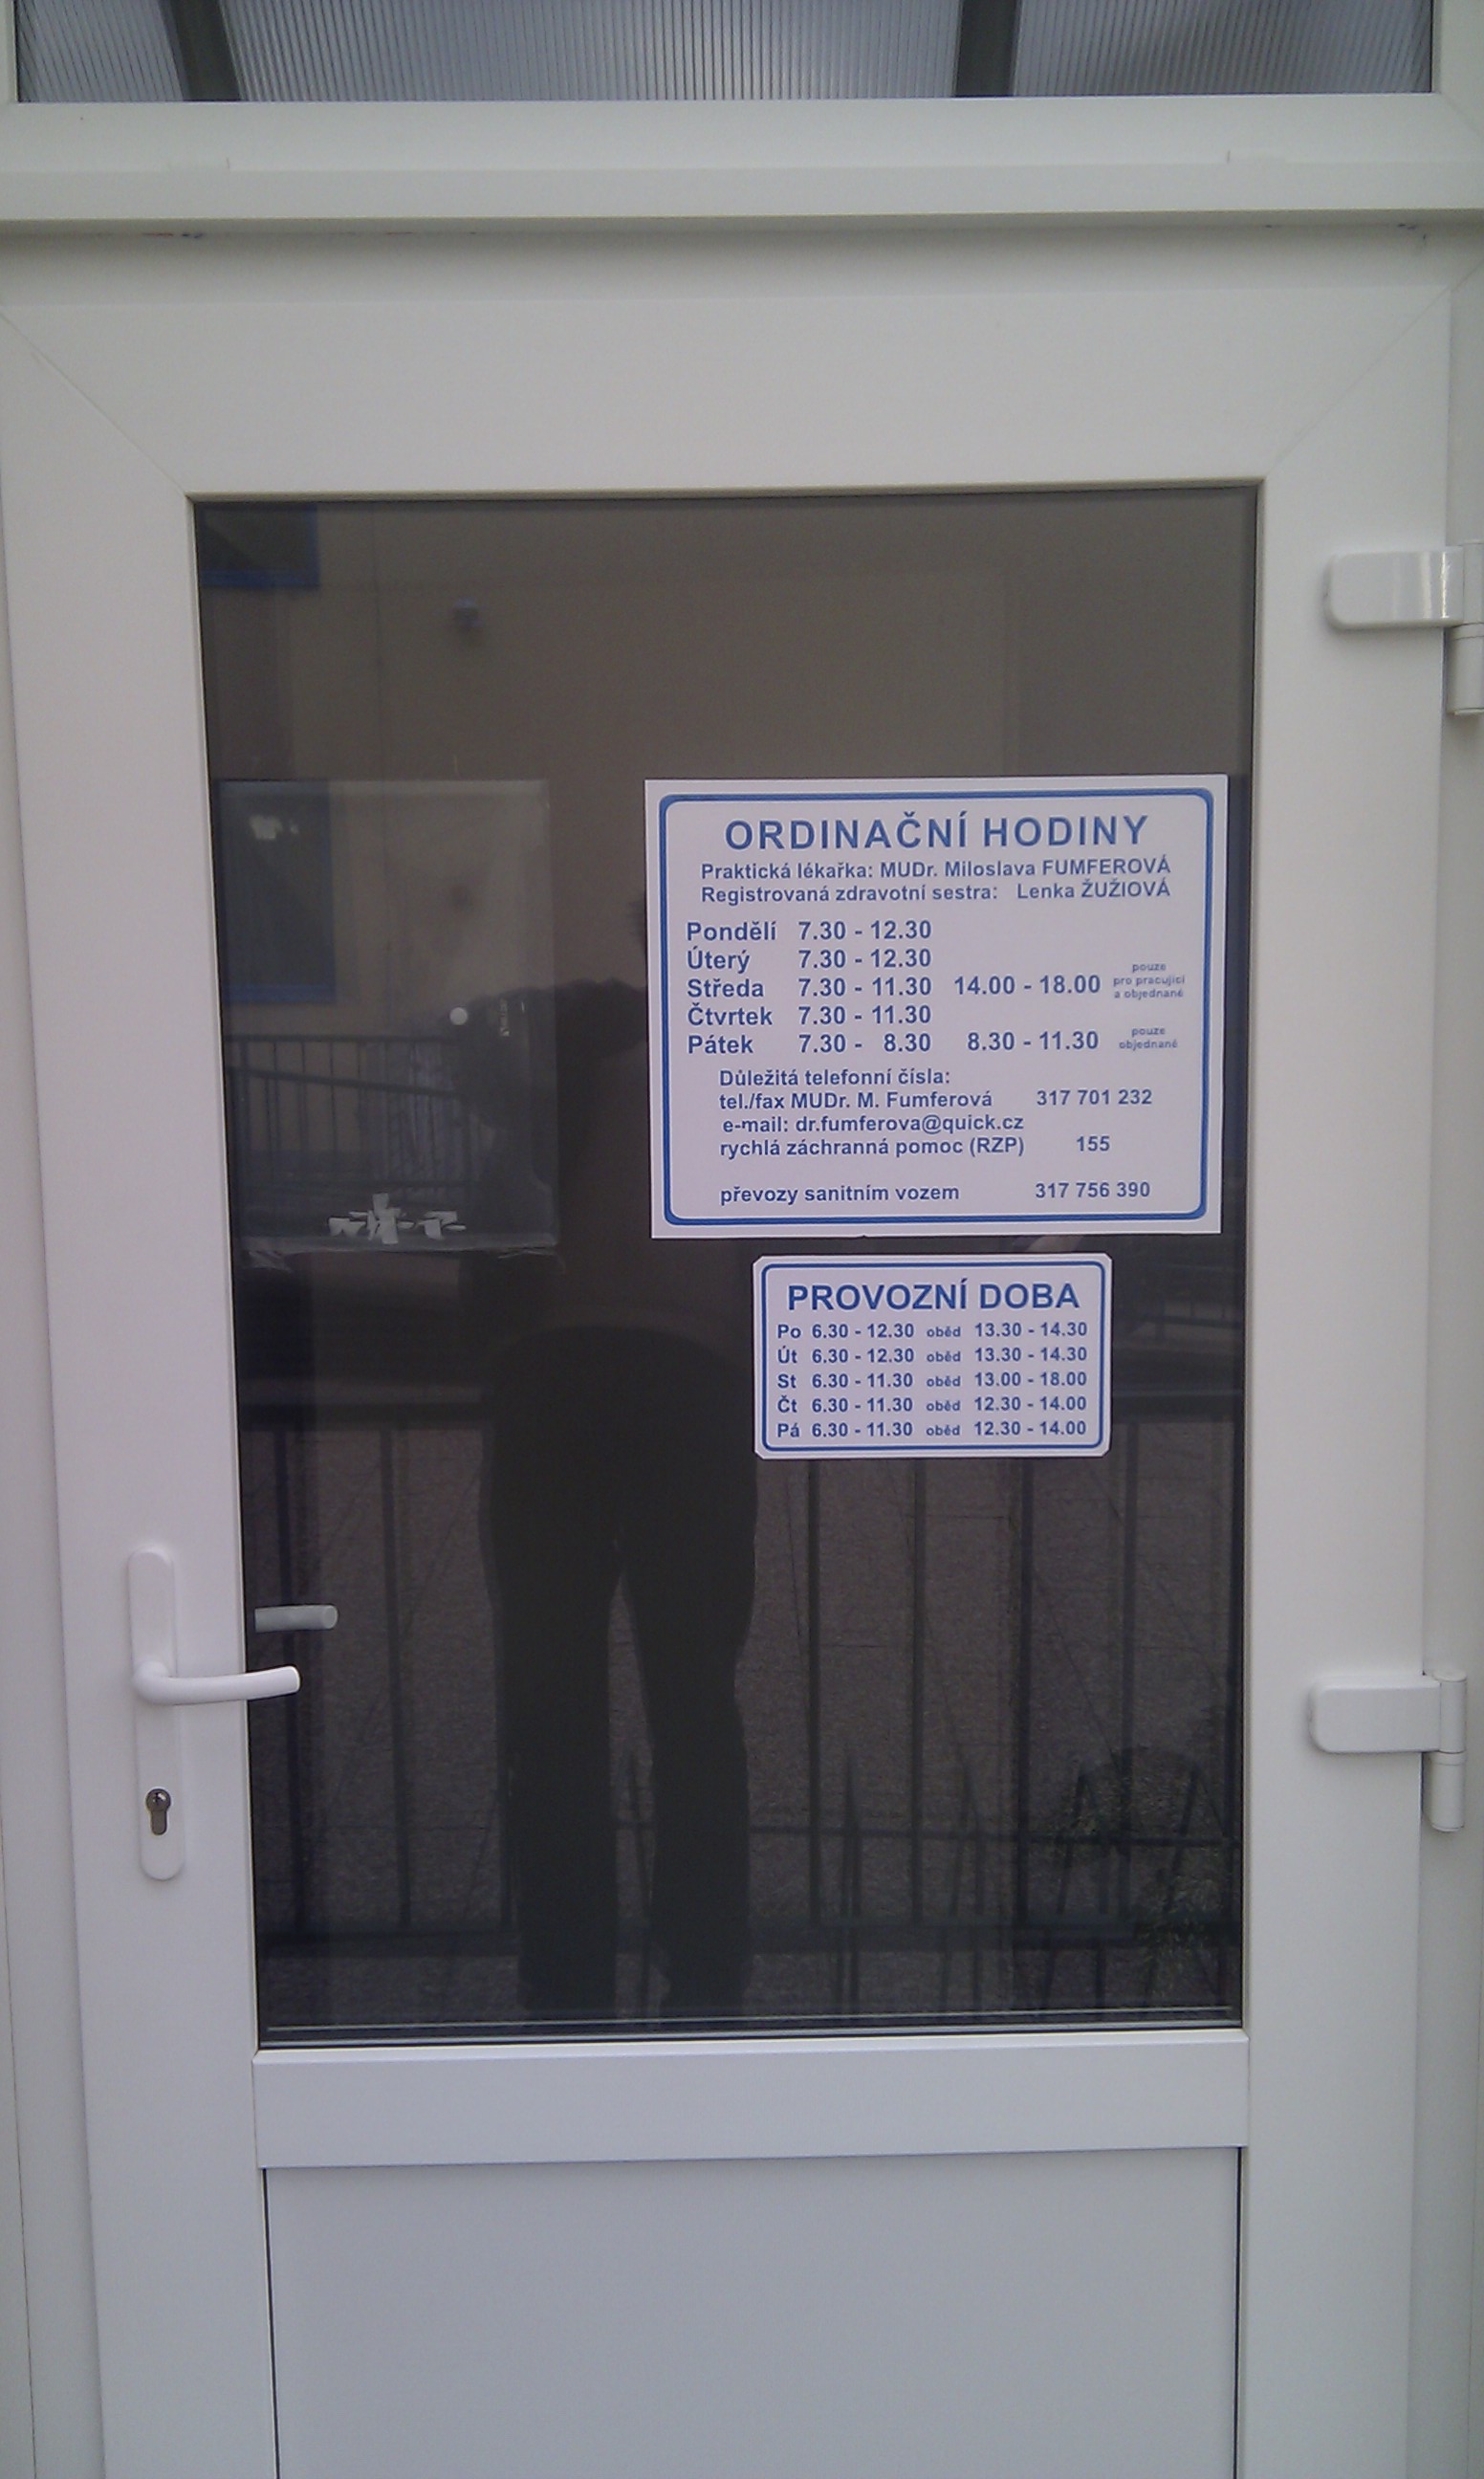 ORDINAČNÍ HODINY
Praktická lékařka: MUDr. Miloslava FUMFEROVÁ
Registrovaná zdravotní sestra: Lenka ŽUŽIOVÁ
Pondělí 7.30 - 12.30
Úterý 7.30 - 12.30
Středa 7.30 - 11.30 14.00 - 18.00 pouze pro pracující a objednané
Čtvrtek 7.30 - 11.30
Pátek 7.30 - 8.30 8.30 - 11.30 pouze objednané
Důležitá telefonní čísla:
tel./fax MUDr. M. Fumferová 317 701 232
e-mail: dr.fumferova@quick.cz
rychlá záchranná pomoc (RZP) 155
převozy sanitním vozem 317 756 390
PROVOZNÍ DOBA
Po 6.30 - 12.30 oběd 13.30 - 14.30
Út 6.30 - 12.30 oběd 13.30 - 14.30
St 6.30 - 11.30 oběd 13.00 - 18.00
Čt 6.30 - 11.30 oběd 12.30 - 14.00
Pá 6.30 - 11.30 oběd 12.30 - 14.00